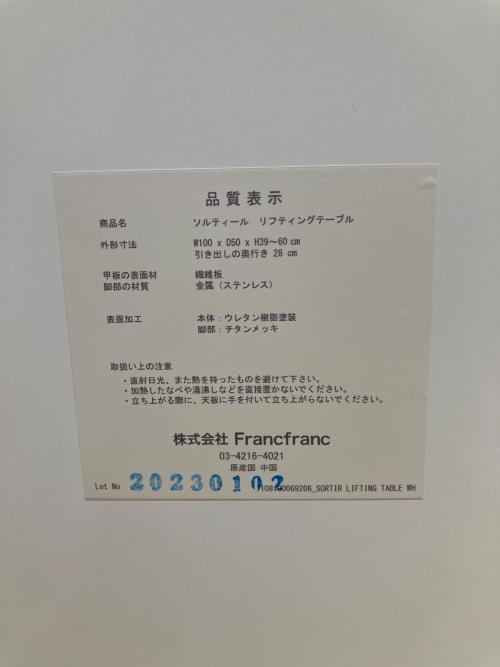 品質表示
商品名 ソルティール リフティングテーブル
外形寸法 W100 x D50 x H39～60 cm
引き出しの奥行き 28 cm
甲板の表面材 繊維板
脚部の材質 金属（ステンレス）
表面加工 本体：ウレタン樹脂塗装
脚部：チタンメッキ
取扱い上の注意
・直射日光、また熱を持ったものを避けて下さい。
・加熱したなべや湯沸しなどを直接置かないでください。
・立ち上がる際に、天板に手を付いて立ち上がらないでください。
株式会社 Francfranc
03-4216-4021
原産国 中国
Lot No 20230102 SORTIR LIFTING TABLE WH